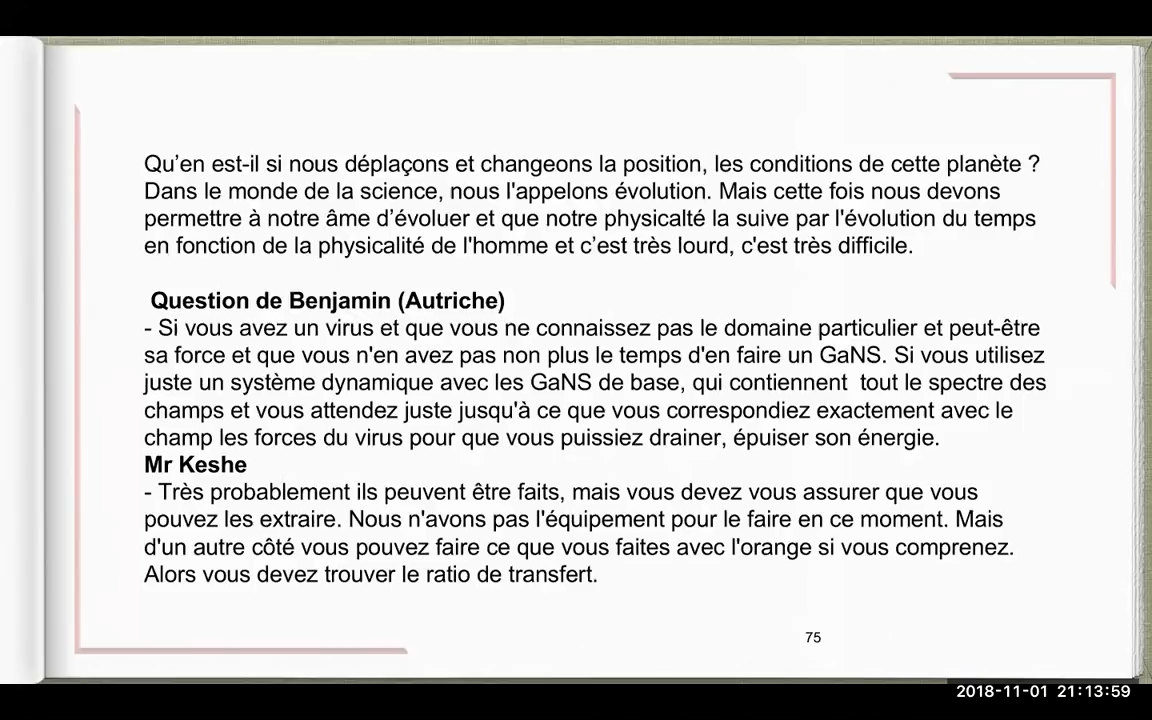 Qu’en est-il si nous déplaçons et changeons la position, les conditions de cette planète ?
Dans le monde de la science, nous l'appelons évolution. Mais cette fois nous devons
permettre à notre âme d’évoluer et que notre physicalté la suive par l'évolution du temps
en fonction de la physicalité de l'homme et c’est très lourd, c'est très difficile.
Question de Benjamin (Autriche)
- Si vous avez un virus et que vous ne connaissez pas le domaine particulier et peut-être
sa force et que vous n'en avez pas non plus le temps d'en faire un GaNS. Si vous utilisez
juste un système dynamique avec les GaNS de base, qui contiennent  tout le spectre des
champs et vous attendez juste jusqu'à ce que vous correspondiez exactement avec le
champ les forces du virus pour que vous puissiez drainer, épuiser son énergie.
Mr Keshe
- Très probablement ils peuvent être faits, mais vous devez vous assurer que vous
pouvez les extraire. Nous n'avons pas l'équipement pour le faire en ce moment. Mais
d'un autre côté vous pouvez faire ce que vous faites avec l'orange si vous comprenez.
Alors vous devez trouver le ratio de transfert.
75
2018-11-01 21:13:59